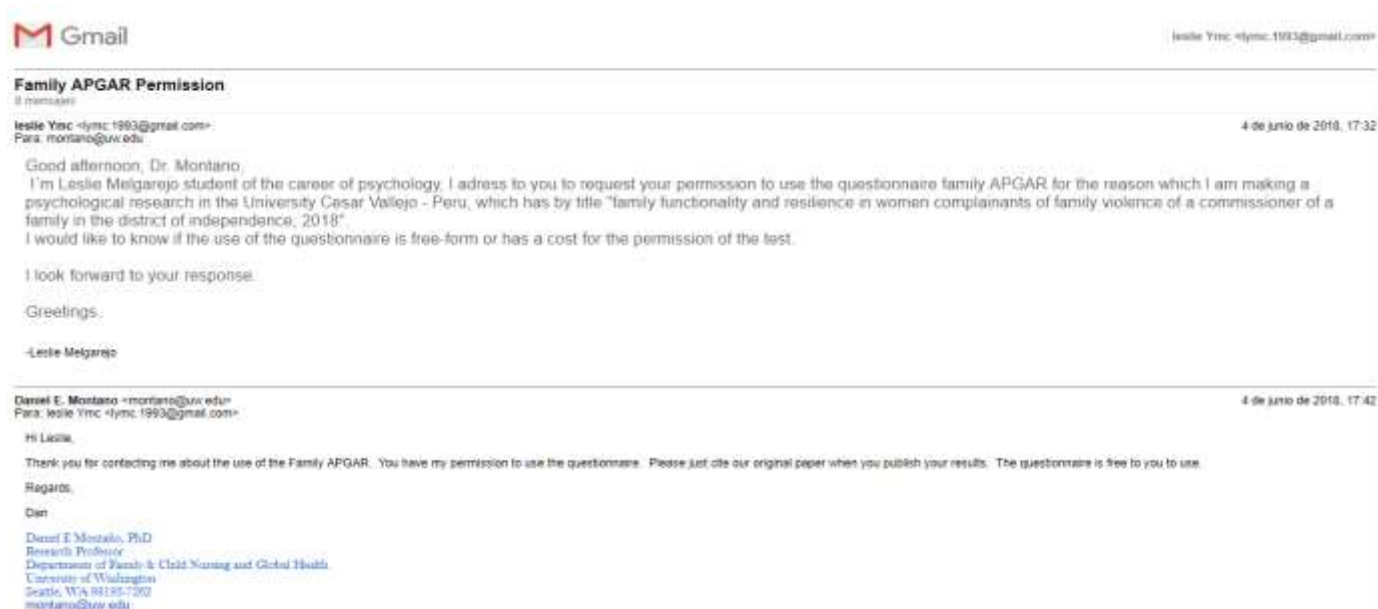 Gmail
leslie Ymc <lymc.1993@gmail.com>
Family APGAR Permission
8 mensajes
leslie Ymc <lymc.1993@gmail.com>
4 de junio de 2018, 17:32
Para: montano@uw.edu
Good afternoon, Dr. Montano,
I´m Leslie Melgarejo student of the career of psychology, I adress to you to request your permission to use the questionnaire family APGAR for the reason which I am making a
psychological research in the University Cesar Vallejo - Peru, which has by title "family functionality and resilience in women complainants of family violence of a commissioner of a
family in the district of independence, 2018"
I would like to know if the use of the questionnaire is free-form or has a cost for the permission of the test.
I look forward to your response.
Greetings.
-Leslie Melgarejo
Daniel E. Montano <montano@uw.edu>
4 de junio de 2018, 17:42
Para: leslie Ymc <lymc.1993@gmail.com>
Hi Leslie,
Thank you for contacting me about the use of the Family APGAR. You have my permission to use the questionnaire. Please just cite our original paper when you publish your results. The questionnaire is free to you to use.
Regards,
Dan
Daniel E Montaño, PhD
Research Professor
Departments of Family & Child Nursing and Global Health
University of Washington
Seattle, WA 98195-7262
montano@uw.edu